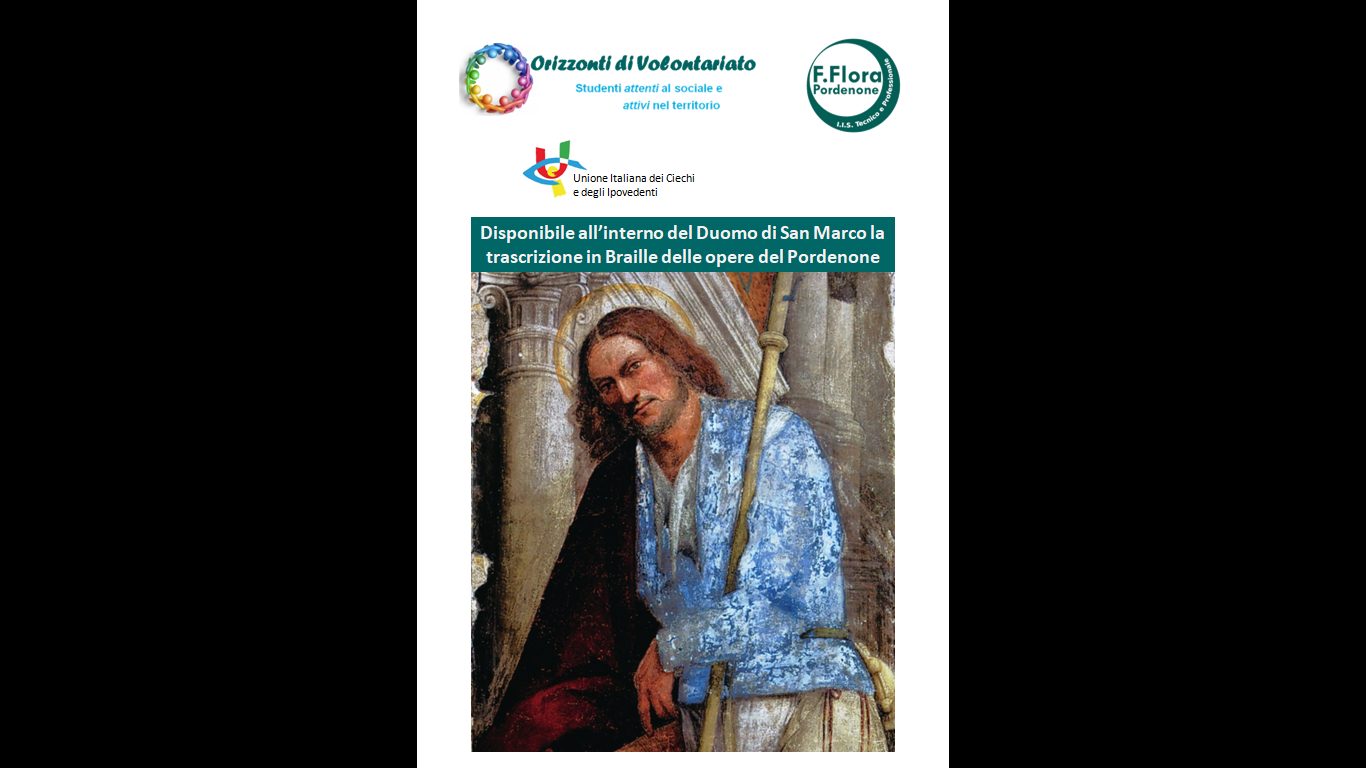 Orizzonti di Volontariato
Studenti attenti al sociale e
attivi nel territorio
F.Flora
Pordenone
I.I.S. Tecnico e Professionale
Unione Italiana dei Ciechi
e degli Ipovedenti
Disponibile all’interno del Duomo di San Marco la
trascrizione in Braille delle opere del Pordenone